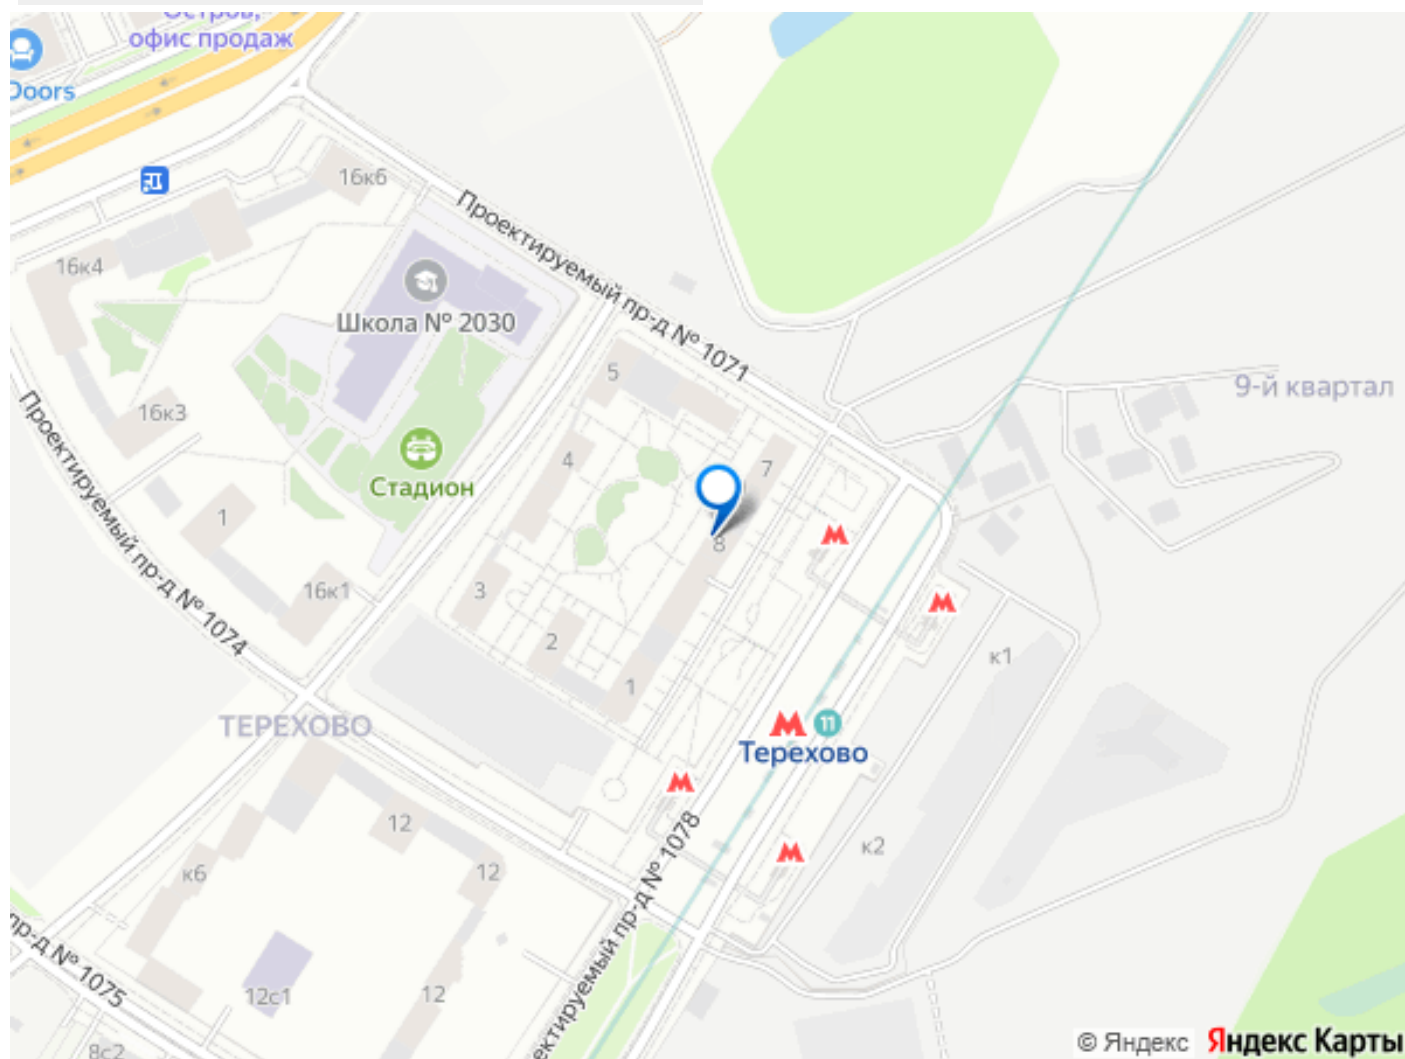 Остров,
офис продаж
Doors
16к6
Проектируемый пр-д № 1071
16к4
Школа № 2030
5
9-й квартал
Проектируемый пр-д № 1074
16к3
4
7
Стадион
1
8
М
16к1
3
М
2
к1
1
ТЕРЕХОВО
М
11
Терехово
М
12
Проектируемый пр-д № 1078
М
к2
к6
12
пр-д № 1075
12с1
12
8с2
© Яндекс
Яндекс Карты